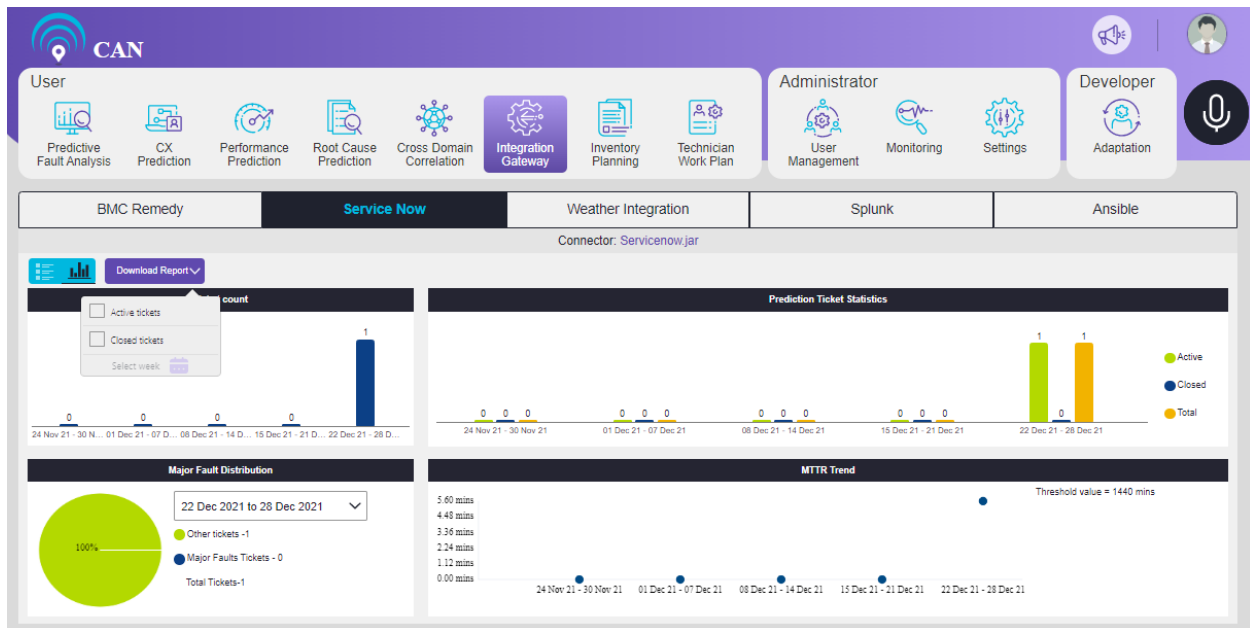 CAN
User
Administrator
Developer
Predictive
Fault Analysis
CX
Prediction
Performance
Prediction
Root Cause
Prediction
Cross Domain
Correlation
Integration
Gateway
Inventory
Planning
Technician
Work Plan
User
Management
Monitoring
Settings
Adaptation
BMC Remedy
Service Now
Weather Integration
Splunk
Ansible
Connector: Servicenow.jar
Download Report
Active tickets
Closed tickets
Select week
count
1
0 0 0 0
24 Nov 21 - 30 N... 01 Dec 21 - 07 D... 08 Dec 21 - 14 D... 15 Dec 21 - 21 D... 22 Dec 21 - 28 D...
Prediction Ticket Statistics
1 1
0 0 0 0 0 0 0 0 0 0 0 0 0
24 Nov 21 - 30 Nov 21 01 Dec 21 - 07 Dec 21 08 Dec 21 - 14 Dec 21 15 Dec 21 - 21 Dec 21 22 Dec 21 - 28 Dec 21
Active
Closed
Total
Major Fault Distribution
22 Dec 2021 to 28 Dec 2021
100%
Other tickets -1
Major Faults Tickets - 0
Total Tickets-1
MTTR Trend
Threshold value = 1440 mins
5.60 mins
4.48 mins
3.36 mins
2.24 mins
1.12 mins
0.00 mins
24 Nov 21 - 30 Nov 21 01 Dec 21 - 07 Dec 21 08 Dec 21 - 14 Dec 21 15 Dec 21 - 21 Dec 21 22 Dec 21 - 28 Dec 21